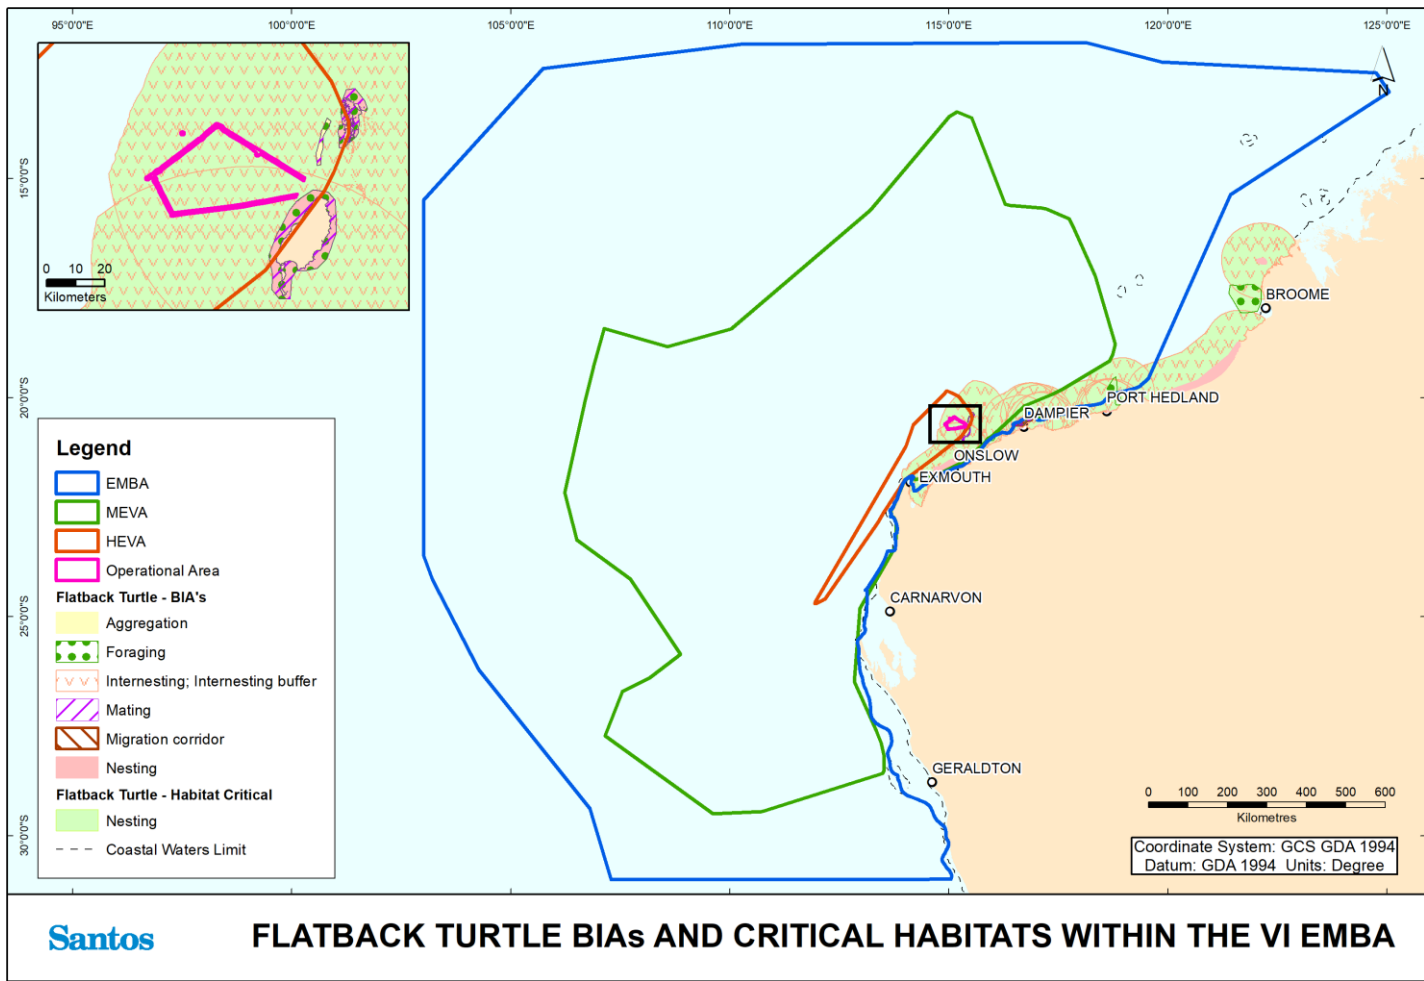 95°0'0"E
100°0'0"E
105°0'0"E
110°0'0"E
115°0'0"E
120°0'0"E
125°0'0"E
N
15°0'0"S
20°0'0"S
25°0'0"S
30°0'0"S
0 10 20
Kilometers
BROOME
PORT HEDLAND
DAMPIER
ONSLOW
EXMOUTH
CARNARVON
GERALDTON
Legend
EMBA
MEVA
HEVA
Operational Area
Flatback Turtle - BIA's
Aggregation
Foraging
Internesting; Internesting buffer
Mating
Migration corridor
Nesting
Flatback Turtle - Habitat Critical
Nesting
Coastal Waters Limit
0 100 200 300 400 500 600
Kilometres
Coordinate System: GCS GDA 1994
Datum: GDA 1994 Units: Degree
Santos
FLATBACK TURTLE BIAs AND CRITICAL HABITATS WITHIN THE VI EMBA